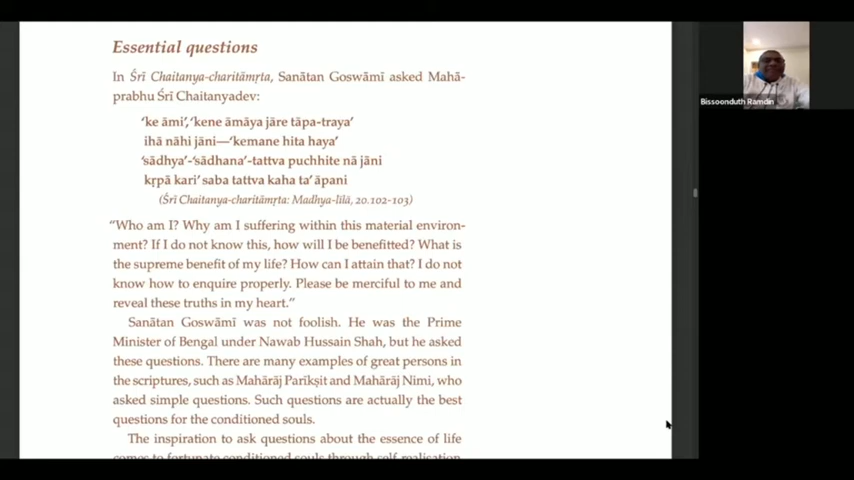 Essential questions
In Śrī Chaitanya-charitāmṛta, Sanātan Goswāmī asked Mahā-
prabhu Śrī Chaitanyadev:
'ke āmi', 'kene āmāya jāre tāpa-traya'
ihā nāhi jāni—'kemane hita haya'
'sādhya'-'sādhana'-tattva puchhite nā jāni
kṛpā kari' saba tattva kaha ta' āpani
(Śrī Chaitanya-charitāmṛta: Madhya-līlā, 20.102-103)
"Who am I? Why am I suffering within this material environ-
ment? If I do not know this, how will I be benefitted? What is
the supreme benefit of my life? How can I attain that? I do not
know how to enquire properly. Please be merciful to me and
reveal these truths in my heart."
Sanātan Goswāmī was not foolish. He was the Prime
Minister of Bengal under Nawab Hussain Shah, but he asked
these questions. There are many examples of great persons in
the scriptures, such as Mahārāj Parīkṣit and Mahārāj Nimi, who
asked simple questions. Such questions are actually the best
questions for the conditioned souls.
The inspiration to ask questions about the essence of life
comes to fortunate conditioned souls through self-realisation
Bissoonduth Ramdin